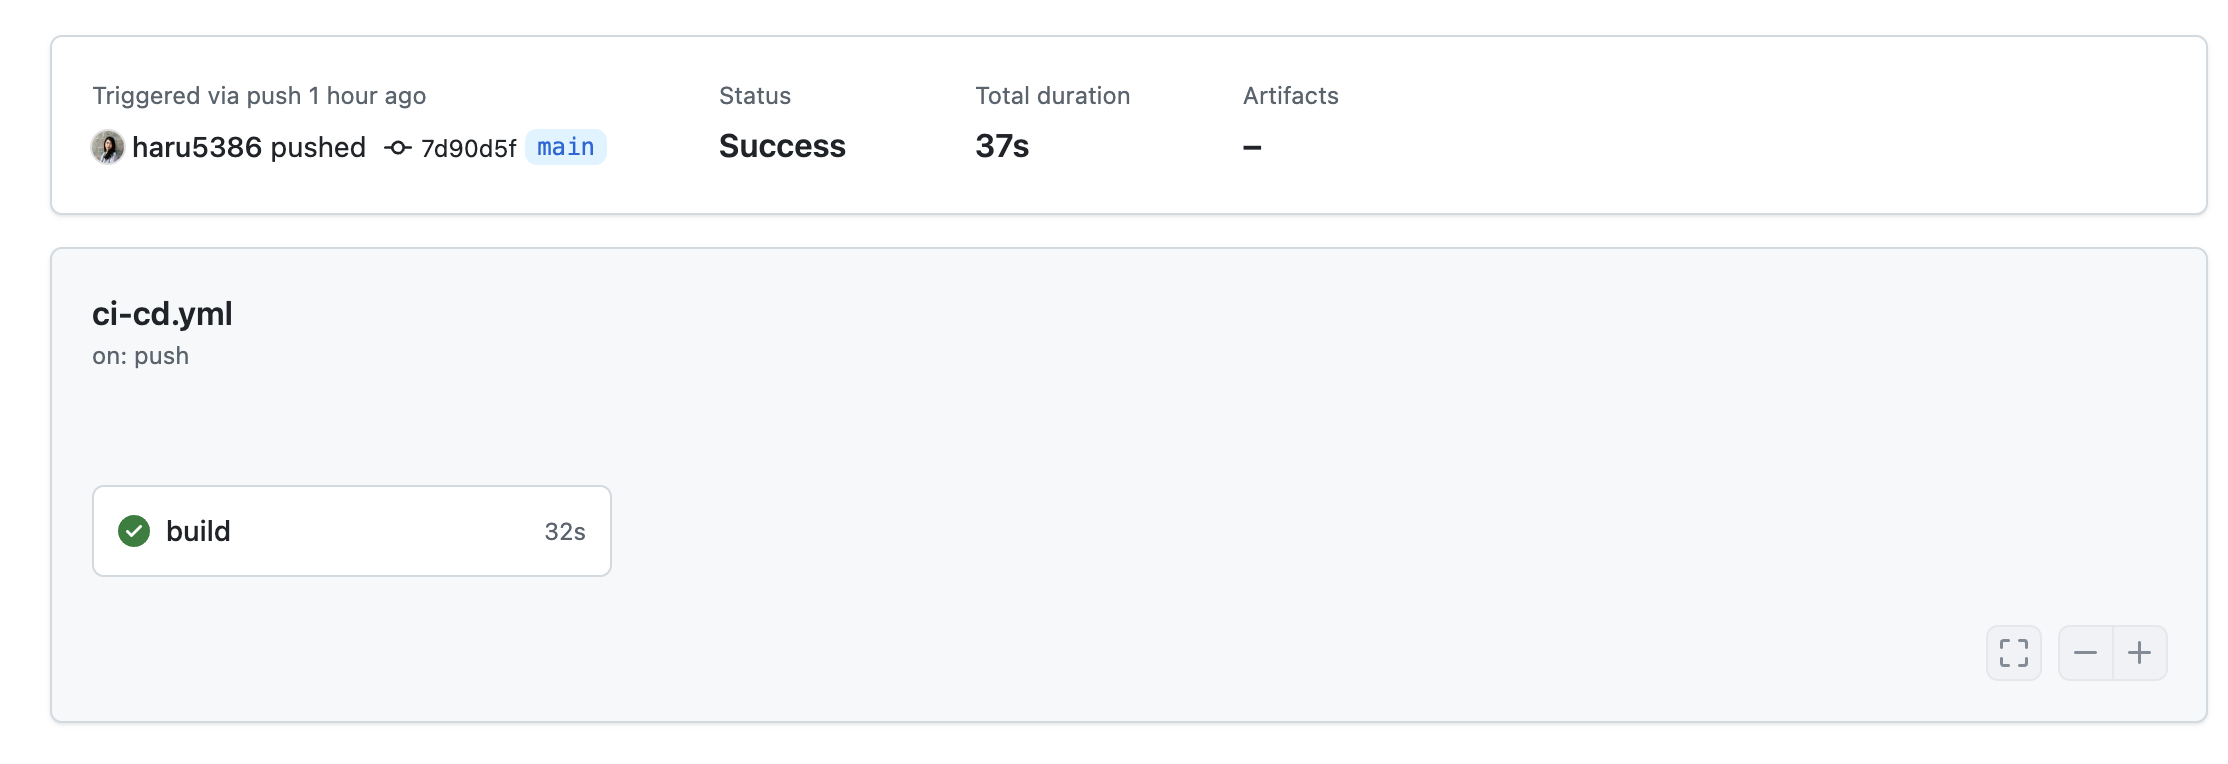 Triggered via push 1 hour ago
haru5386 pushed 7d90d5f main
Status
Success
Total duration
37s
Artifacts
–
ci-cd.yml
on: push
build 32s